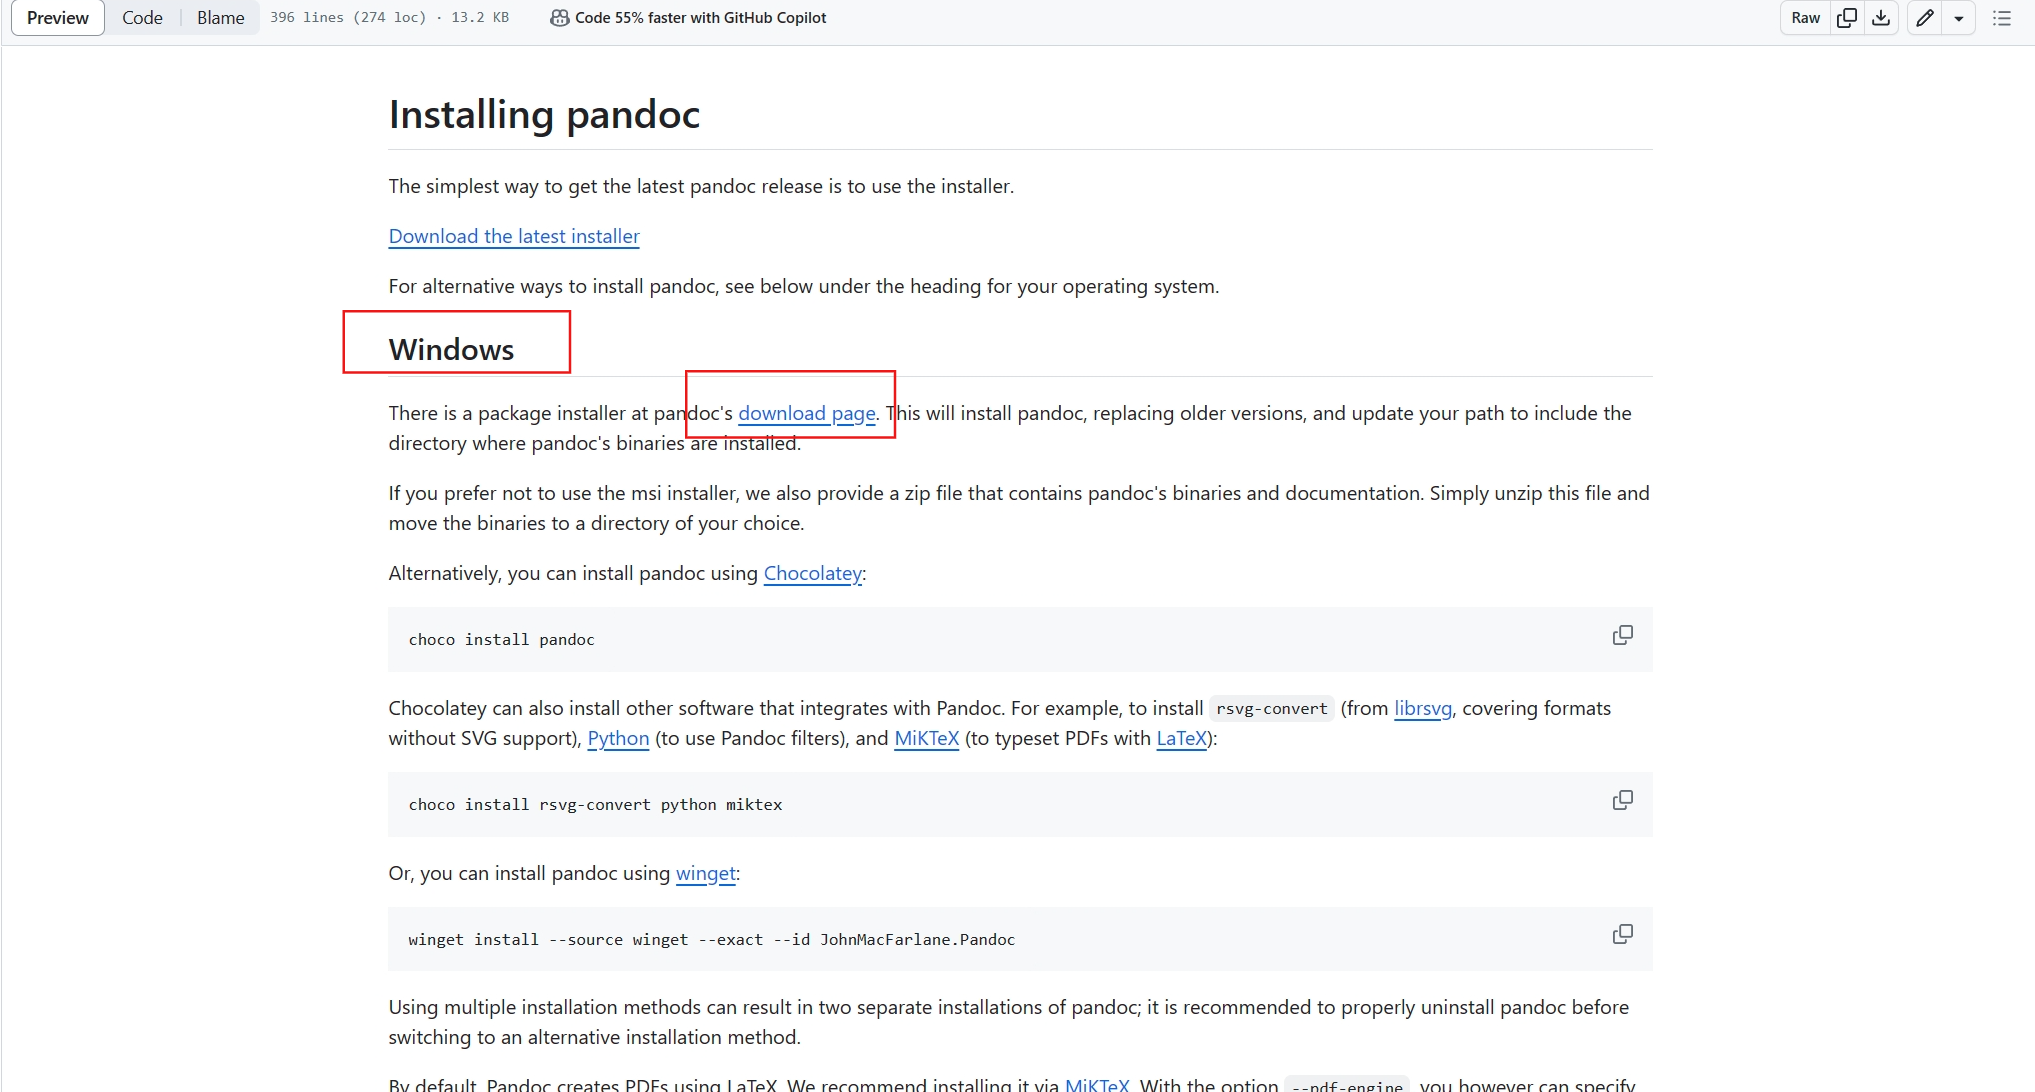 Preview Code Blame 396 lines (274 loc) · 13.2 KB Code 55% faster with GitHub Copilot Raw
Installing pandoc
The simplest way to get the latest pandoc release is to use the installer.
Download the latest installer
For alternative ways to install pandoc, see below under the heading for your operating system.
Windows
There is a package installer at pandoc's download page. This will install pandoc, replacing older versions, and update your path to include the
directory where pandoc's binaries are installed.
If you prefer not to use the msi installer, we also provide a zip file that contains pandoc's binaries and documentation. Simply unzip this file and
move the binaries to a directory of your choice.
Alternatively, you can install pandoc using Chocolatey:
choco install pandoc
Chocolatey can also install other software that integrates with Pandoc. For example, to install rsvg-convert (from librsvg, covering formats
without SVG support), Python (to use Pandoc filters), and MiKTeX (to typeset PDFs with LaTeX):
choco install rsvg-convert python miktex
Or, you can install pandoc using winget:
winget install --source winget --exact --id JohnMacFarlane.Pandoc
Using multiple installation methods can result in two separate installations of pandoc; it is recommended to properly uninstall pandoc before
switching to an alternative installation method.
By default, Pandoc creates PDFs using LaTeX. We recommend installing it via MiKTeX. With the option --pdf-engine, you however can specify